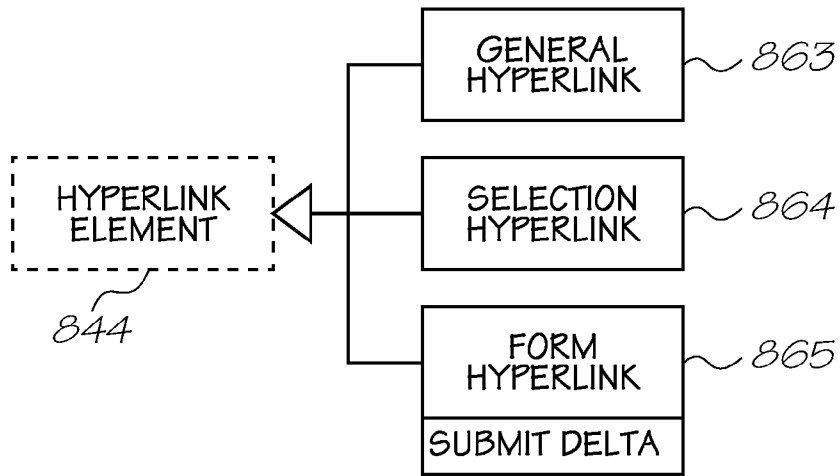 GENERAL
HYPERLINK
863
HYPERLINK
ELEMENT
844
SELECTION
HYPERLINK
864
FORM
HYPERLINK
865
SUBMIT DELTA